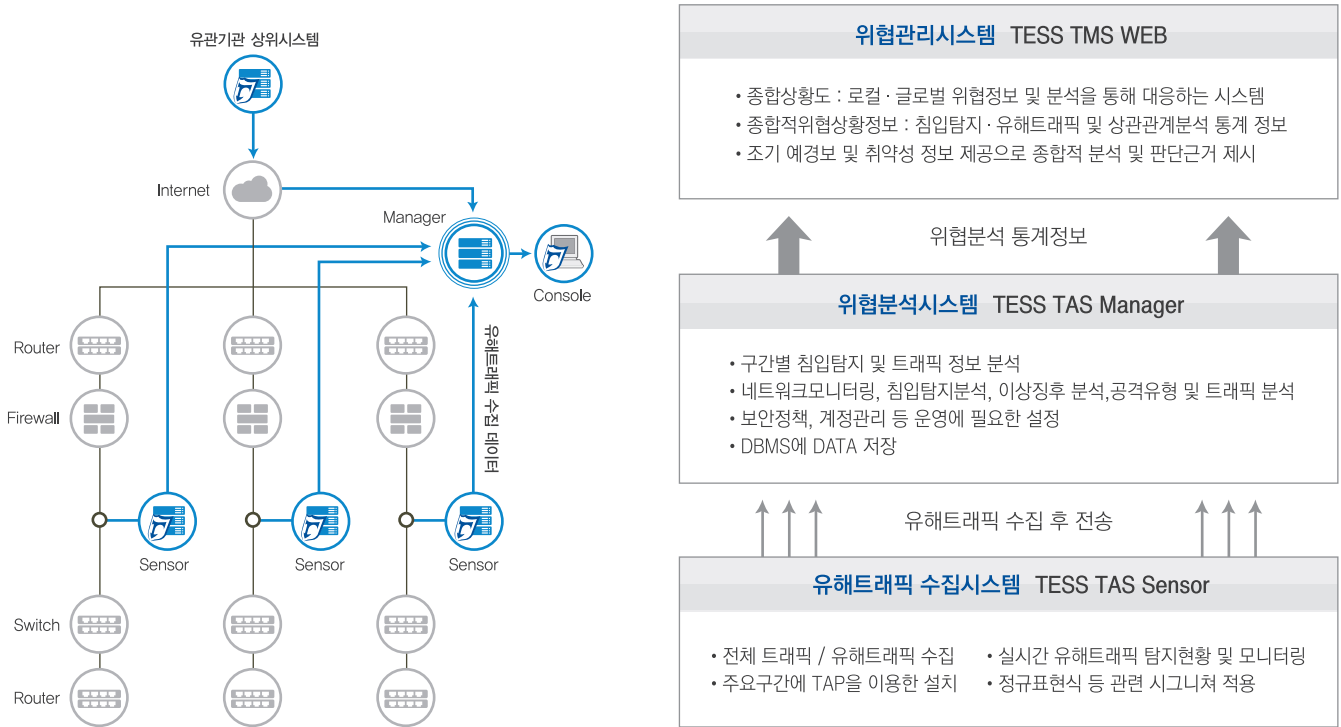 유관기관 상위시스템
Internet
Manager
Console
Router
Firewall
유해트래픽 수집 데이터
Sensor
Sensor
Sensor
Switch
Router
위협관리시스템 TESS TMS WEB
• 종합상황도 : 로컬 · 글로벌 위협정보 및 분석을 통해 대응하는 시스템
• 종합적위협상황정보 : 침입탐지 · 유해트래픽 및 상관관계분석 통계 정보
• 조기 예경보 및 취약성 정보 제공으로 종합적 분석 및 판단근거 제시
위협분석 통계정보
위협분석시스템 TESS TAS Manager
• 구간별 침입탐지 및 트래픽 정보 분석
• 네트워크모니터링, 침입탐지분석, 이상징후 분석,공격유형 및 트래픽 분석
• 보안정책, 계정관리 등 운영에 필요한 설정
• DBMS에 DATA 저장
유해트래픽 수집 후 전송
유해트래픽 수집시스템 TESS TAS Sensor
• 전체 트래픽 / 유해트래픽 수집
• 주요구간에 TAP을 이용한 설치
• 실시간 유해트래픽 탐지현황 및 모니터링
• 정규표현식 등 관련 시그니쳐 적용